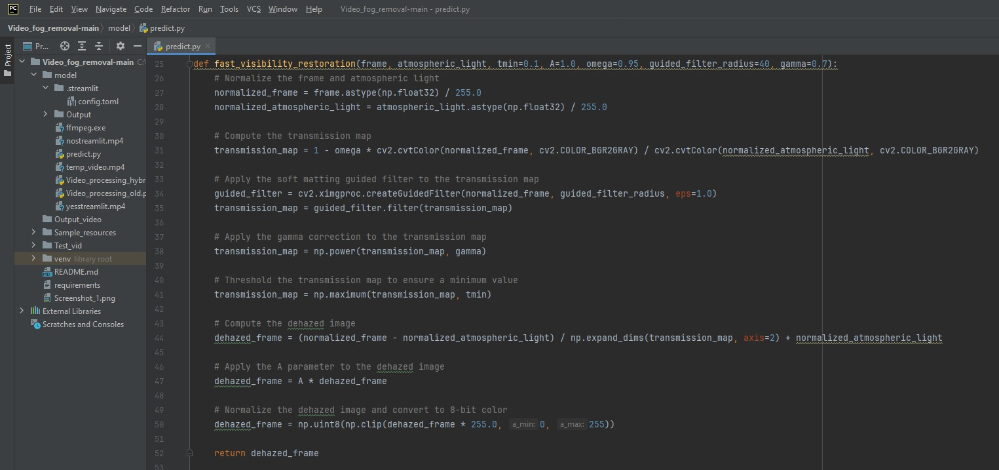 PC File Edit View Navigate Code Refactor Run Tools VCS Window Help Video_fog_removal-main - predict.py
Video_fog_removal-main model predict.py
Project
Pr...
predict.py
Video_fog_removal-main C:\
model
.streamlit
config.toml
Output
ffmpeg.exe
nostreamlit.mp4
predict.py
temp_video.mp4
Video_processing_hybr
Video_processing_old.p
yesstreamlit.mp4
Output_video
Sample_resources
Test_vid
venv library root
README.md
requirements
Screenshot_1.png
External Libraries
Scratches and Consoles
25 def fast_visibility_restoration(frame, atmospheric_light, tmin=0.1, A=1.0, omega=0.95, guided_filter_radius=40, gamma=0.7):
26 # Normalize the frame and atmospheric light
27 normalized_frame = frame.astype(np.float32) / 255.0
28 normalized_atmospheric_light = atmospheric_light.astype(np.float32) / 255.0
29
30 # Compute the transmission map
31 transmission_map = 1 - omega * cv2.cvtColor(normalized_frame, cv2.COLOR_BGR2GRAY) / cv2.cvtColor(normalized_atmospheric_light, cv2.COLOR_BGR2GRAY)
32
33 # Apply the soft matting guided filter to the transmission map
34 guided_filter = cv2.ximgproc.createGuidedFilter(normalized_frame, guided_filter_radius, eps=1.0)
35 transmission_map = guided_filter.filter(transmission_map)
36
37 # Apply the gamma correction to the transmission map
38 transmission_map = np.power(transmission_map, gamma)
39
40 # Threshold the transmission map to ensure a minimum value
41 transmission_map = np.maximum(transmission_map, tmin)
42
43 # Compute the dehazed image
44 dehazed_frame = (normalized_frame - normalized_atmospheric_light) / np.expand_dims(transmission_map, axis=2) + normalized_atmospheric_light
45
46 # Apply the A parameter to the dehazed image
47 dehazed_frame = A * dehazed_frame
48
49 # Normalize the dehazed image and convert to 8-bit color
50 dehazed_frame = np.uint8(np.clip(dehazed_frame * 255.0, a_min: 0, a_max: 255))
51
52 return dehazed_frame
53